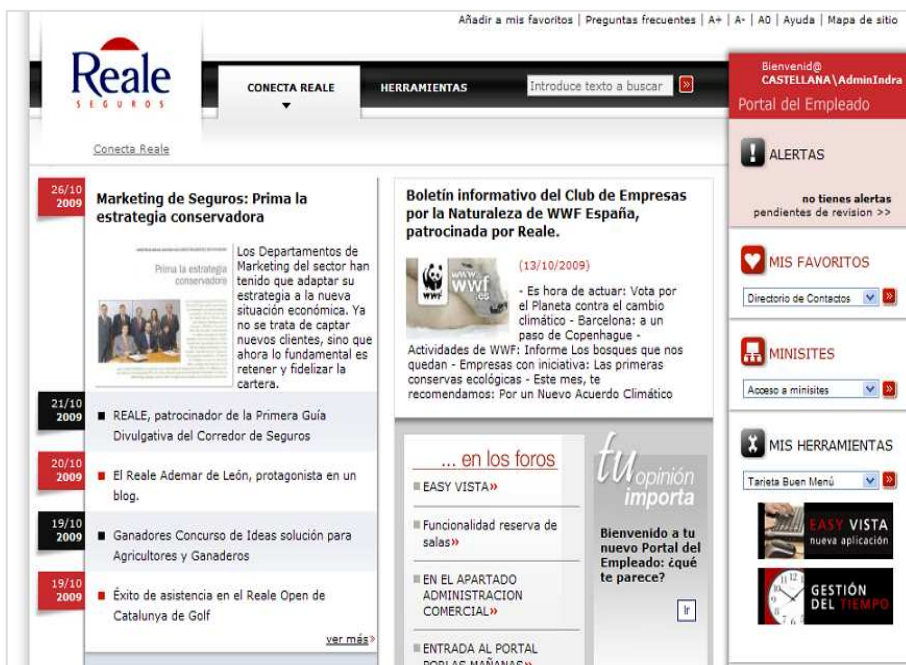 Añadir a mis favoritos | Preguntas frecuentes | A+ | A- | A0 | Ayuda | Mapa de sitio
Reale
SEGUROS
CONECTA REALE
HERRAMIENTAS
Introduce texto a buscar
Bienvenid@
CASTELLANA\AdminIndra
Portal del Empleado
Conecta Reale
26/10
2009
Marketing de Seguros: Prima la
estrategia conservadora
Prima la estrategia
conservadora
Los Departamentos de
Marketing del sector han
tenido que adaptar su
estrategia a la nueva
situación económica. Ya
no se trata de captar
nuevos clientes, sino que
ahora lo fundamental es
retener y fidelizar la
cartera.
21/10
2009
REALE, patrocinador de la Primera Guía
Divulgativa del Corredor de Seguros
20/10
2009
El Reale Ademar de León, protagonista en un
blog.
19/10
2009
Ganadores Concurso de Ideas solución para
Agricultores y Ganaderos
19/10
2009
Éxito de asistencia en el Reale Open de
Catalunya de Golf
ver más»
Boletín informativo del Club de Empresas
por la Naturaleza de WWF España,
patrocinada por Reale.
WWF
www.
wwf
.es
(13/10/2009)
- Es hora de actuar: Vota por
el Planeta contra el cambio
climático - Barcelona: a un
paso de Copenhague -
Actividades de WWF: Informe Los bosques que nos
quedan - Empresas con iniciativa: Las primeras
conservas ecológicas - Este mes, te
recomendamos: Por un Nuevo Acuerdo Climático
... en los foros
EASY VISTA»
Funcionalidad reserva de
salas»
EN EL APARTADO
ADMINISTRACION
COMERCIAL»
ENTRADA AL PORTAL
POR LAS MAÑANAS»
tu opinión
importa
Bienvenido a tu
nuevo Portal del
Empleado: ¿qué
te parece?
Ir
ALERTAS
no tienes alertas
pendientes de revision >>
MIS FAVORITOS
Directorio de Contactos
MINISITES
Acceso a minisites
MIS HERRAMIENTAS
Tarjeta Buen Menú
EASY VISTA
nueva aplicación
GESTIÓN
DEL TIEMPO